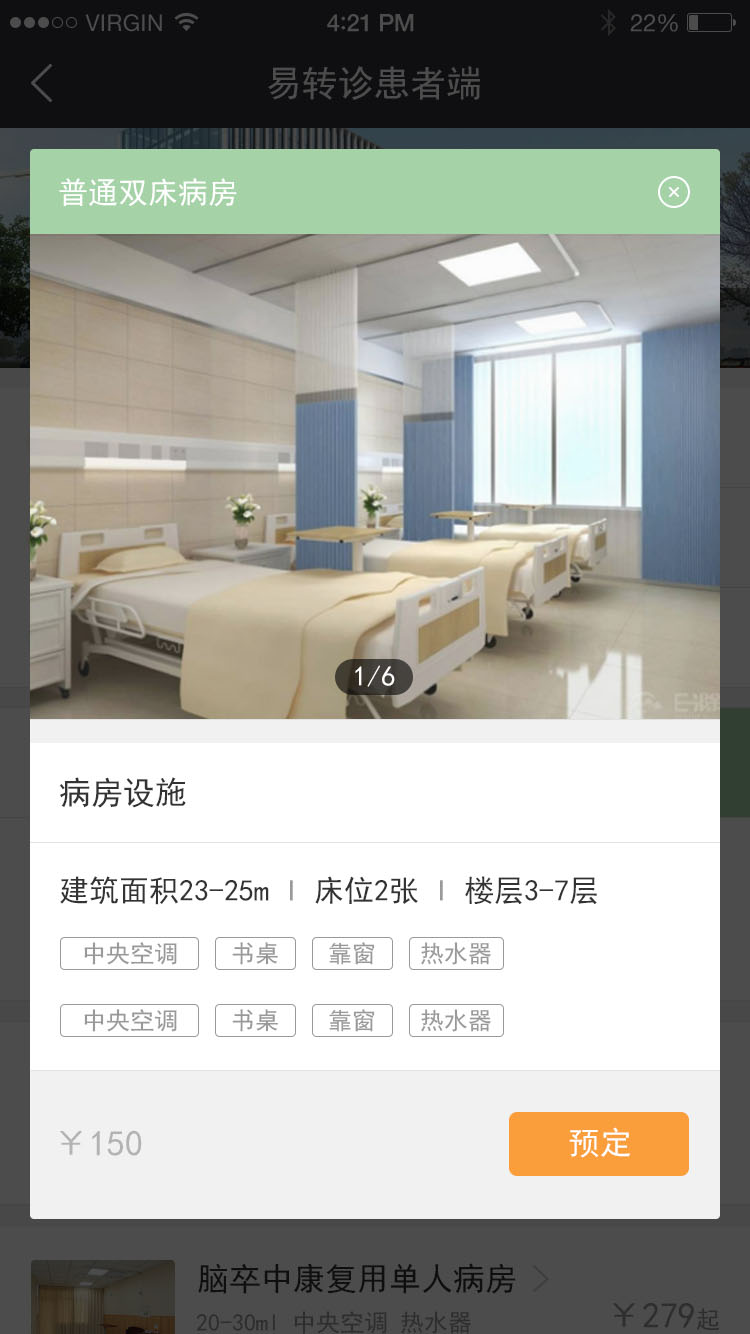 VIRGIN 4:21 PM 22%
易转诊患者端
普通双床病房
1/6
病房设施
建筑面积23-25m | 床位2张 | 楼层3-7层
中央空调 书桌 靠窗 热水器
中央空调 书桌 靠窗 热水器
¥150 预定
脑卒中康复用单人病房
20-30ml 中央空调 热水器 ¥279起